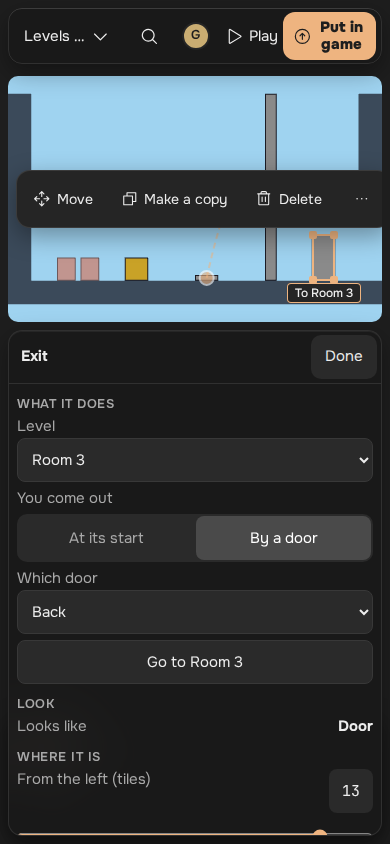 Levels ...
G
Play
Put in
game
Move
Make a copy
Delete
...
To Room 3
Exit
Done
WHAT IT DOES
Level
Room 3
You come out
At its start
By a door
Which door
Back
Go to Room 3
LOOK
Looks like
Door
WHERE IT IS
From the left (tiles)
13